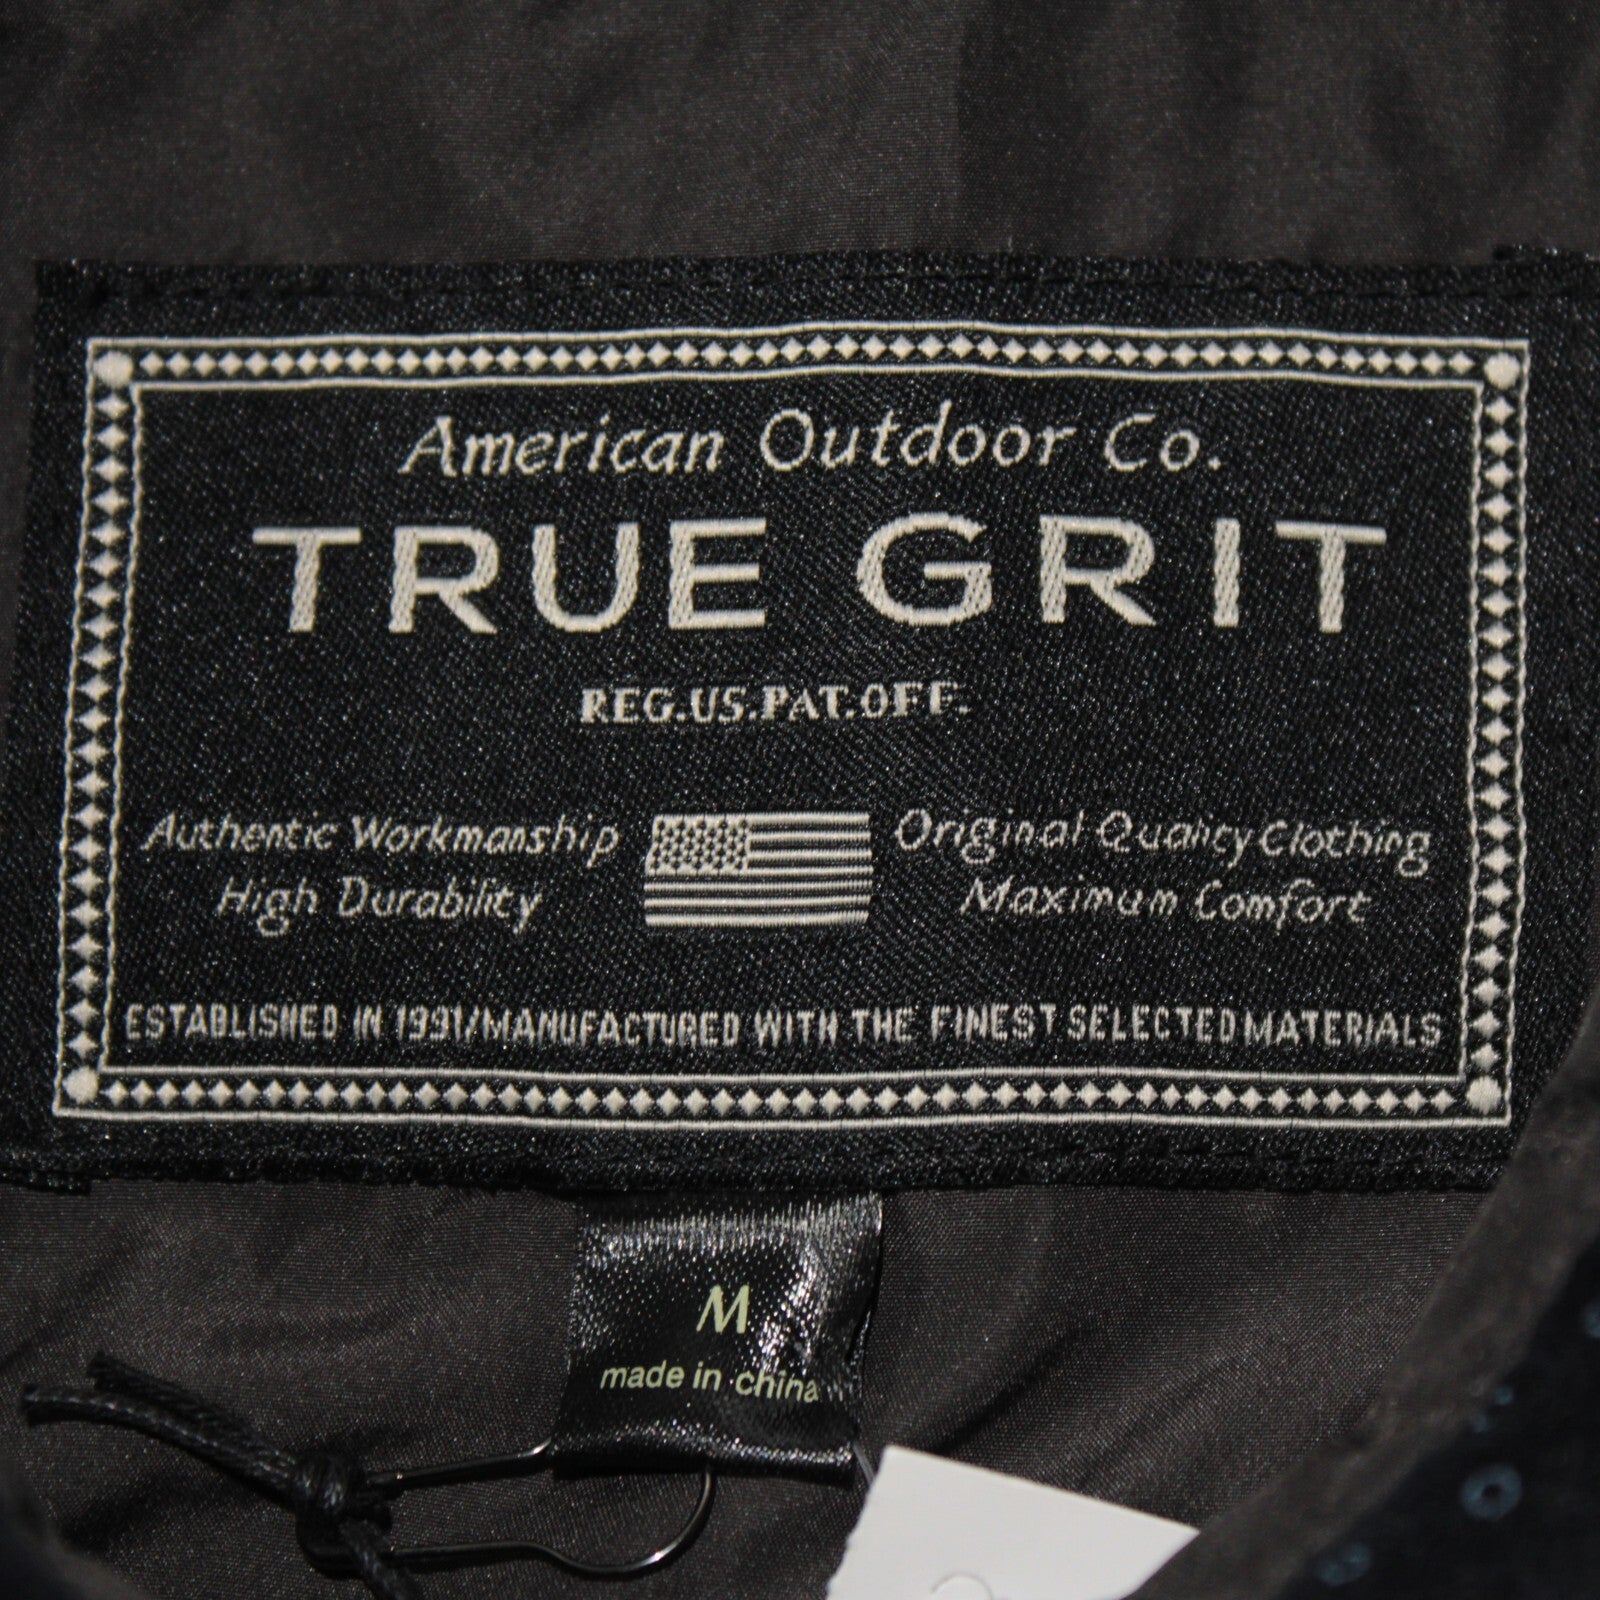 American Outdoor Co.
TRUE GRIT
REG.US.PAT.OFF.
Authentic Workmanship
High Durability
Original Quality Clothing
Maximum Comfort
ESTABLISHED IN 1991/MANUFACTURED WITH THE FINEST SELECTED MATERIALS
M
made in china